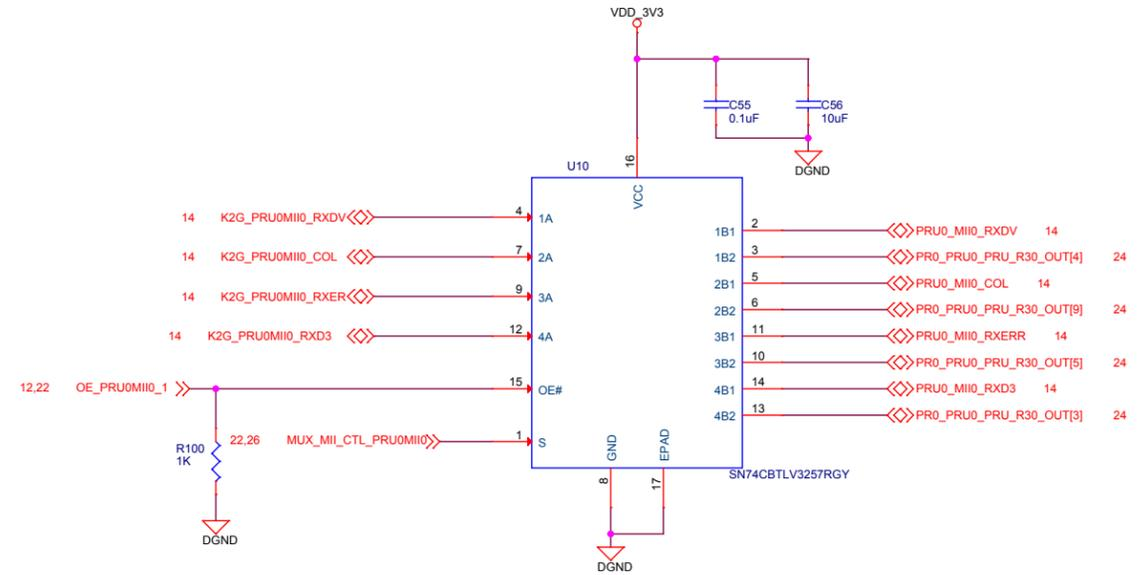 VDD_3V3
C55
0.1uF
C56
10uF
DGND
U10
16
VCC
14 K2G_PRU0MII0_RXDV 4 1A
14 K2G_PRU0MII0_COL 7 2A
14 K2G_PRU0MII0_RXER 9 3A
14 K2G_PRU0MII0_RXD3 12 4A
12,22 OE_PRU0MII0_1 15 OE#
R100
1K
22,26 MUX_MII_CTL_PRU0MII0 1 S
DGND
1B1 2 PRU0_MII0_RXDV 14
1B2 3 PR0_PRU0_PRU_R30_OUT[4] 24
2B1 5 PRU0_MII0_COL 14
2B2 6 PR0_PRU0_PRU_R30_OUT[9] 24
3B1 11 PRU0_MII0_RXERR 14
3B2 10 PR0_PRU0_PRU_R30_OUT[5] 24
4B1 14 PRU0_MII0_RXD3 14
4B2 13 PR0_PRU0_PRU_R30_OUT[3] 24
GND
EPAD
8
17
SN74CBTLV3257RGY
DGND